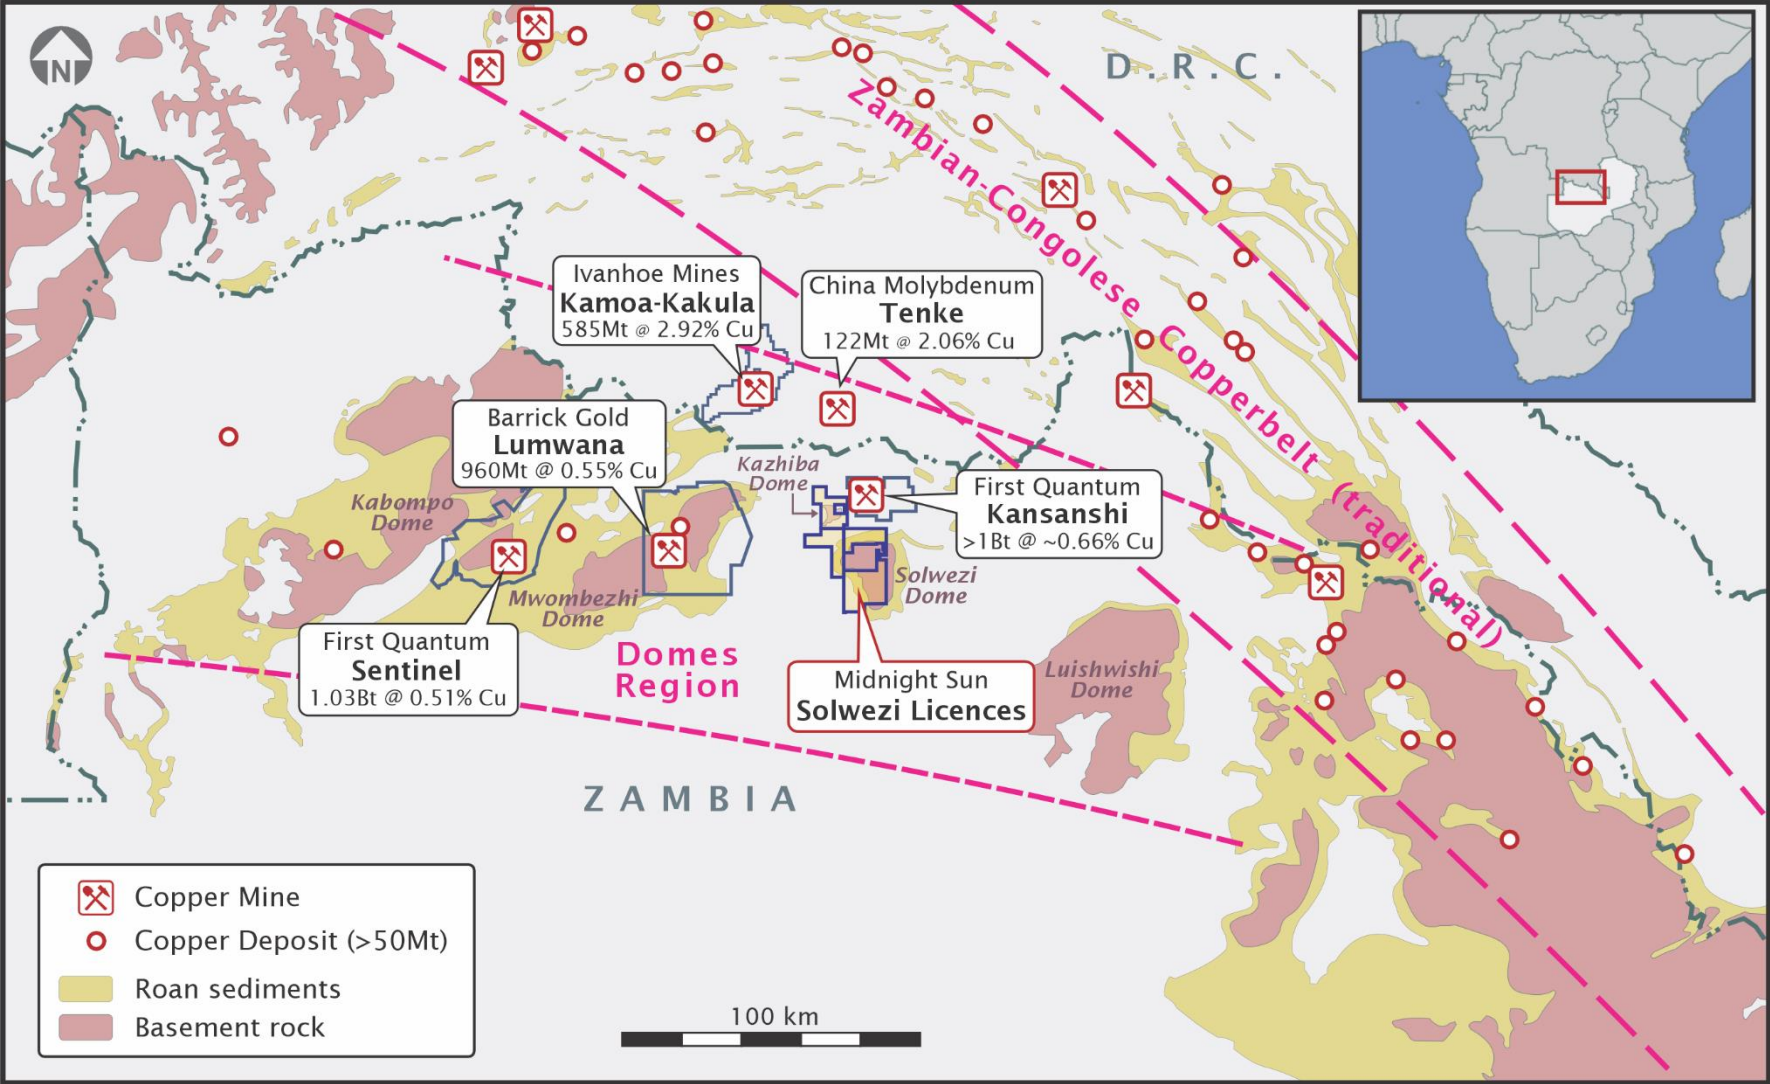 N
D.R.C.
Zambian-Congolese Copperbelt (traditional)
Ivanhoe Mines
Kamoa-Kakula
585Mt @ 2.92% Cu
China Molybdenum
Tenke
122Mt @ 2.06% Cu
Barrick Gold
Lumwana
960Mt @ 0.55% Cu
Kazhiba
Dome
First Quantum
Kansanshi
>1Bt @ ~0.66% Cu
Kabompo
Dome
Mwombezhi
Dome
Solwezi
Dome
First Quantum
Sentinel
1.03Bt @ 0.51% Cu
Domes
Region
Midnight Sun
Solwezi Licences
Luishwishi
Dome
ZAMBIA
Copper Mine
Copper Deposit (>50Mt)
Roan sediments
Basement rock
100 km